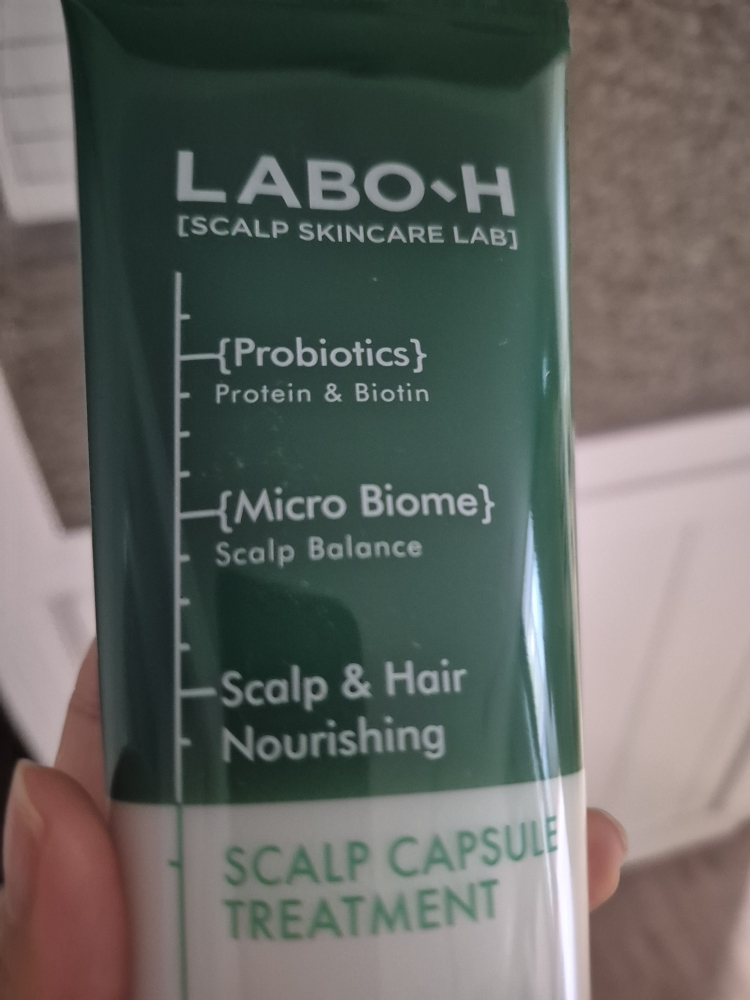 LABO-H
[SCALP SKINCARE LAB]
{Probiotics}
Protein & Biotin
{Micro Biome}
Scalp Balance
Scalp & Hair
Nourishing
SCALP CAPSULE
TREATMENT